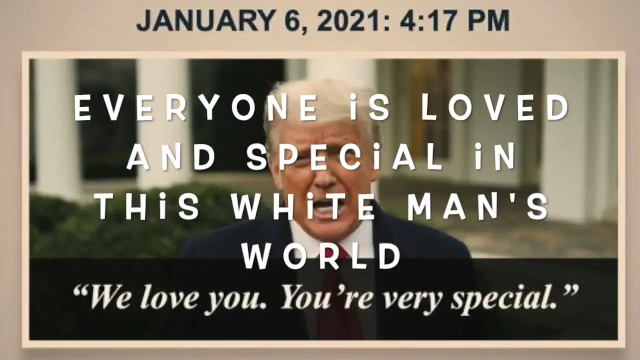 JANUARY 6, 2021: 4:17 PM
EVERYONE iS LOVED
AND SPECiAL iN
THiS WHiTE MAN'S
WORLD
“We love you. You’re very special.”